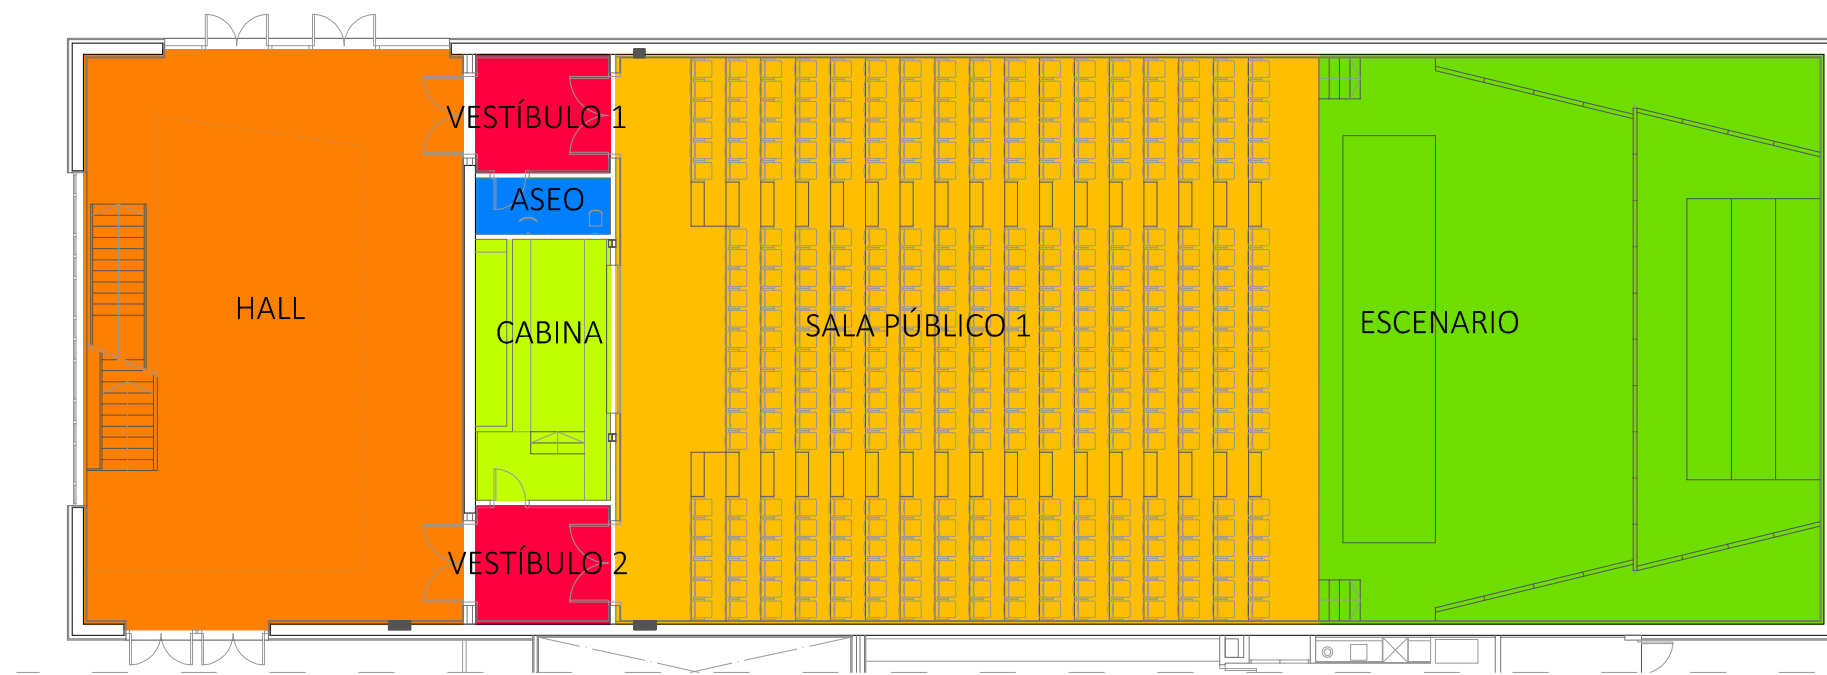 VESTÍBULO 1
ASEO
HALL
CABINA
SALA PÚBLICO 1
ESCENARIO
VESTÍBULO 2